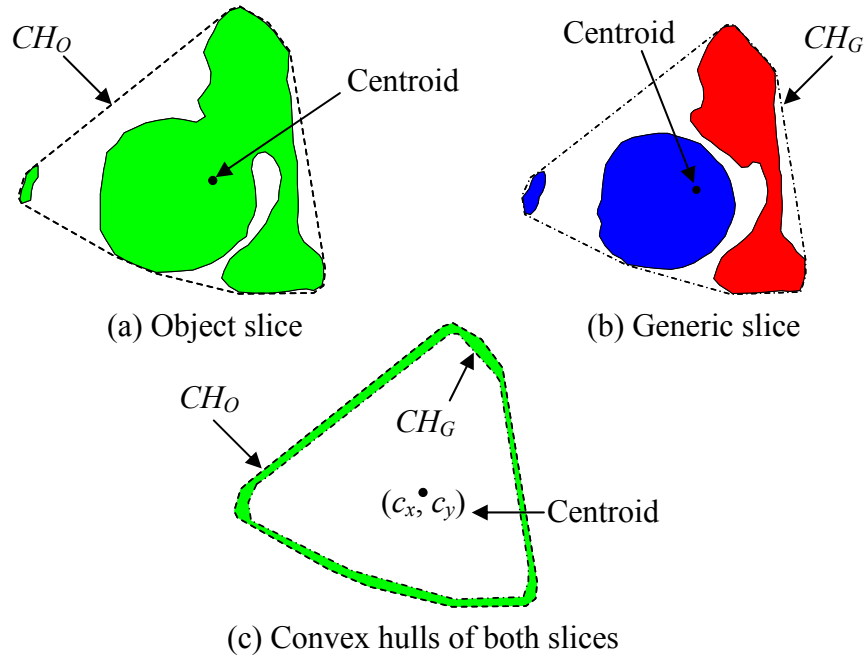 CH_O
Centroid
(a) Object slice
Centroid
CH_G
(b) Generic slice
CH_O
CH_G
(c_x, c_y)
Centroid
(c) Convex hulls of both slices